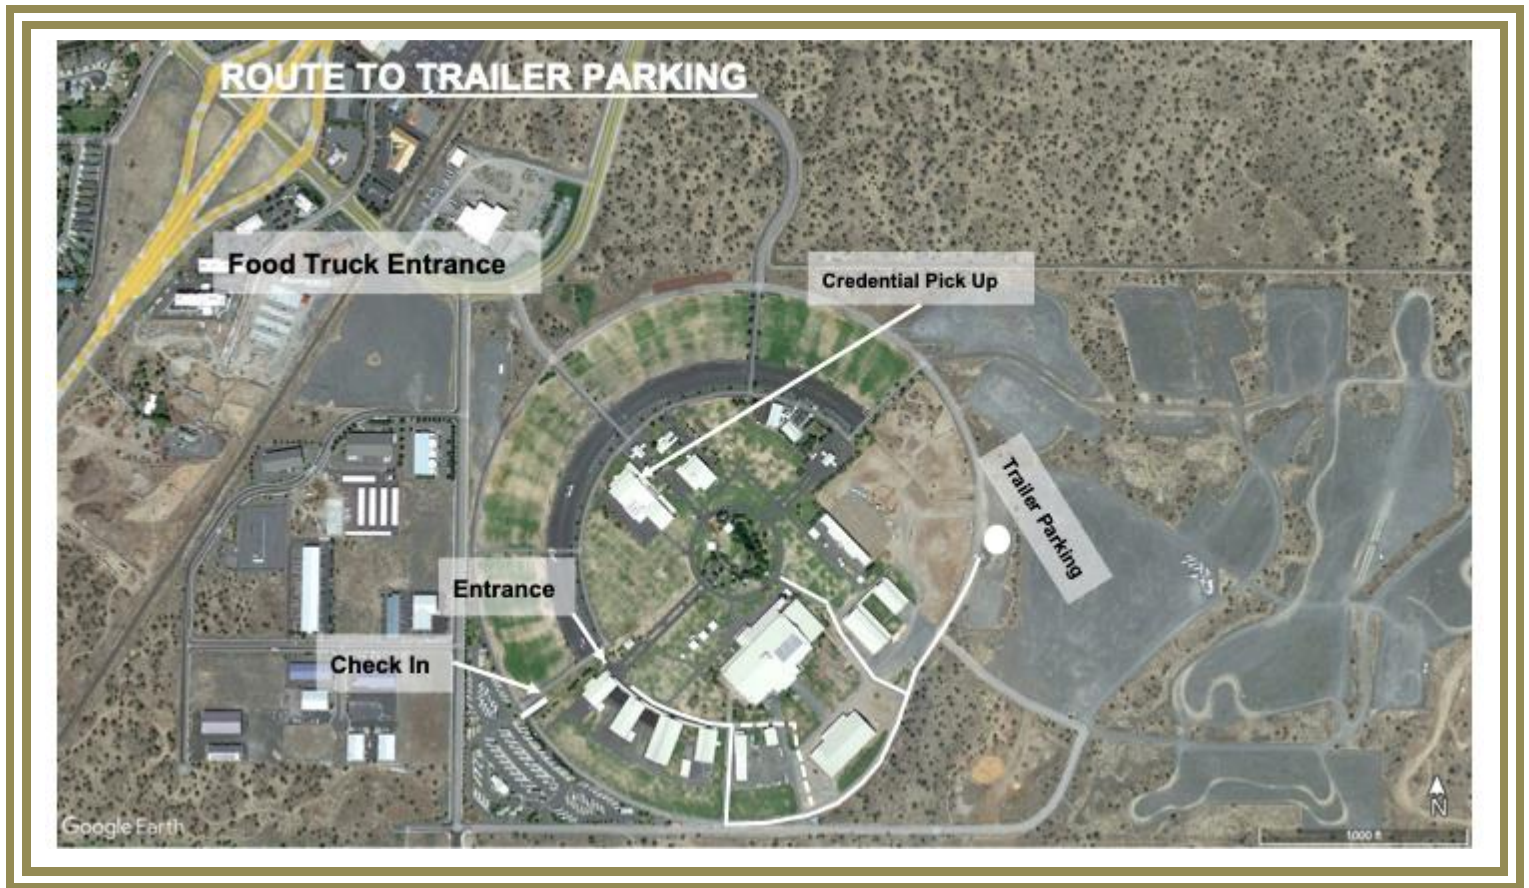 ROUTE TO TRAILER PARKING
Food Truck Entrance
Credential Pick Up
Trailer Parking
Entrance
Check In
Google Earth
N
1000 ft